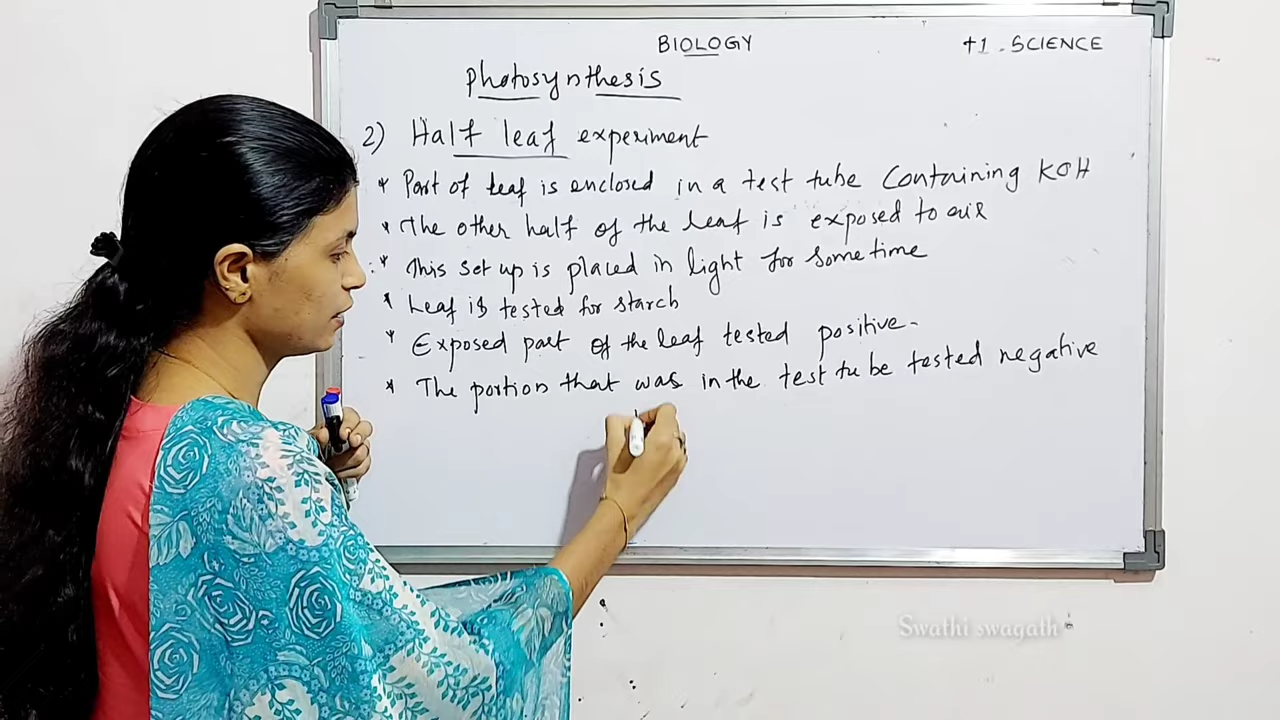 BIOLOGY
+1 - SCIENCE
Photosynthesis
2) Half leaf experiment
* Part of leaf is enclosed in a test tube Containing KOH
* The other half of the leaf is exposed to air
* This set up is placed in light for some time
* Leaf is tested for starch
* Exposed part of the leaf tested positive.
* The portion that was in the test tube tested negative
Swathi swagath